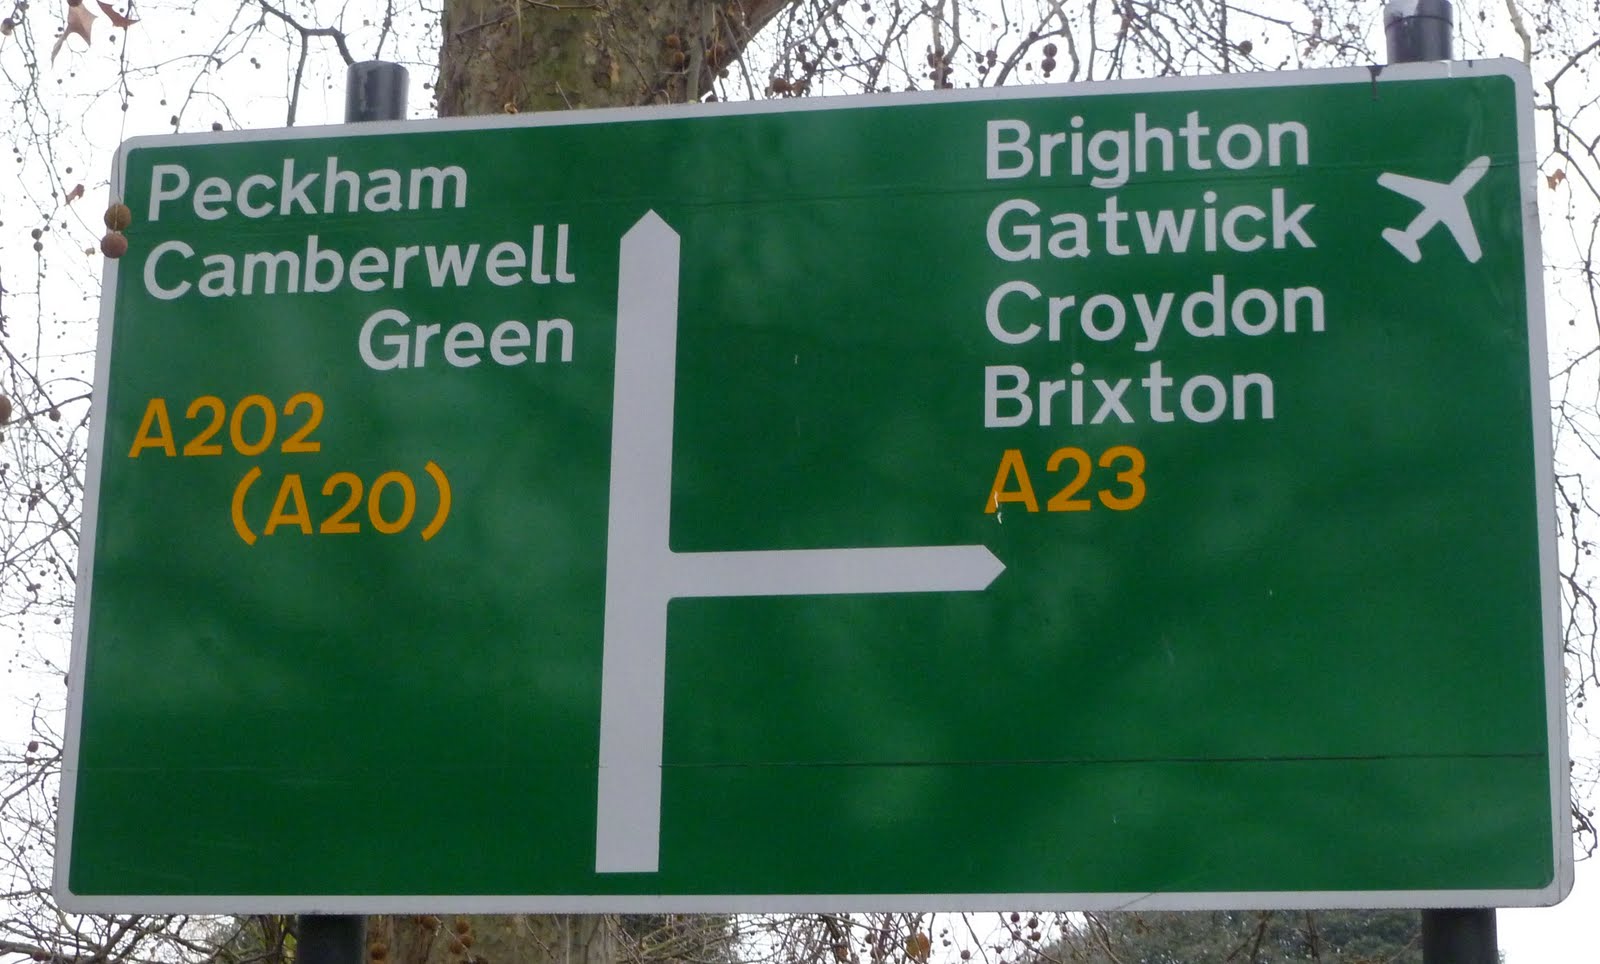 Peckham
Camberwell
Green
A202
(A20)
Brighton
Gatwick
Croydon
Brixton
A23